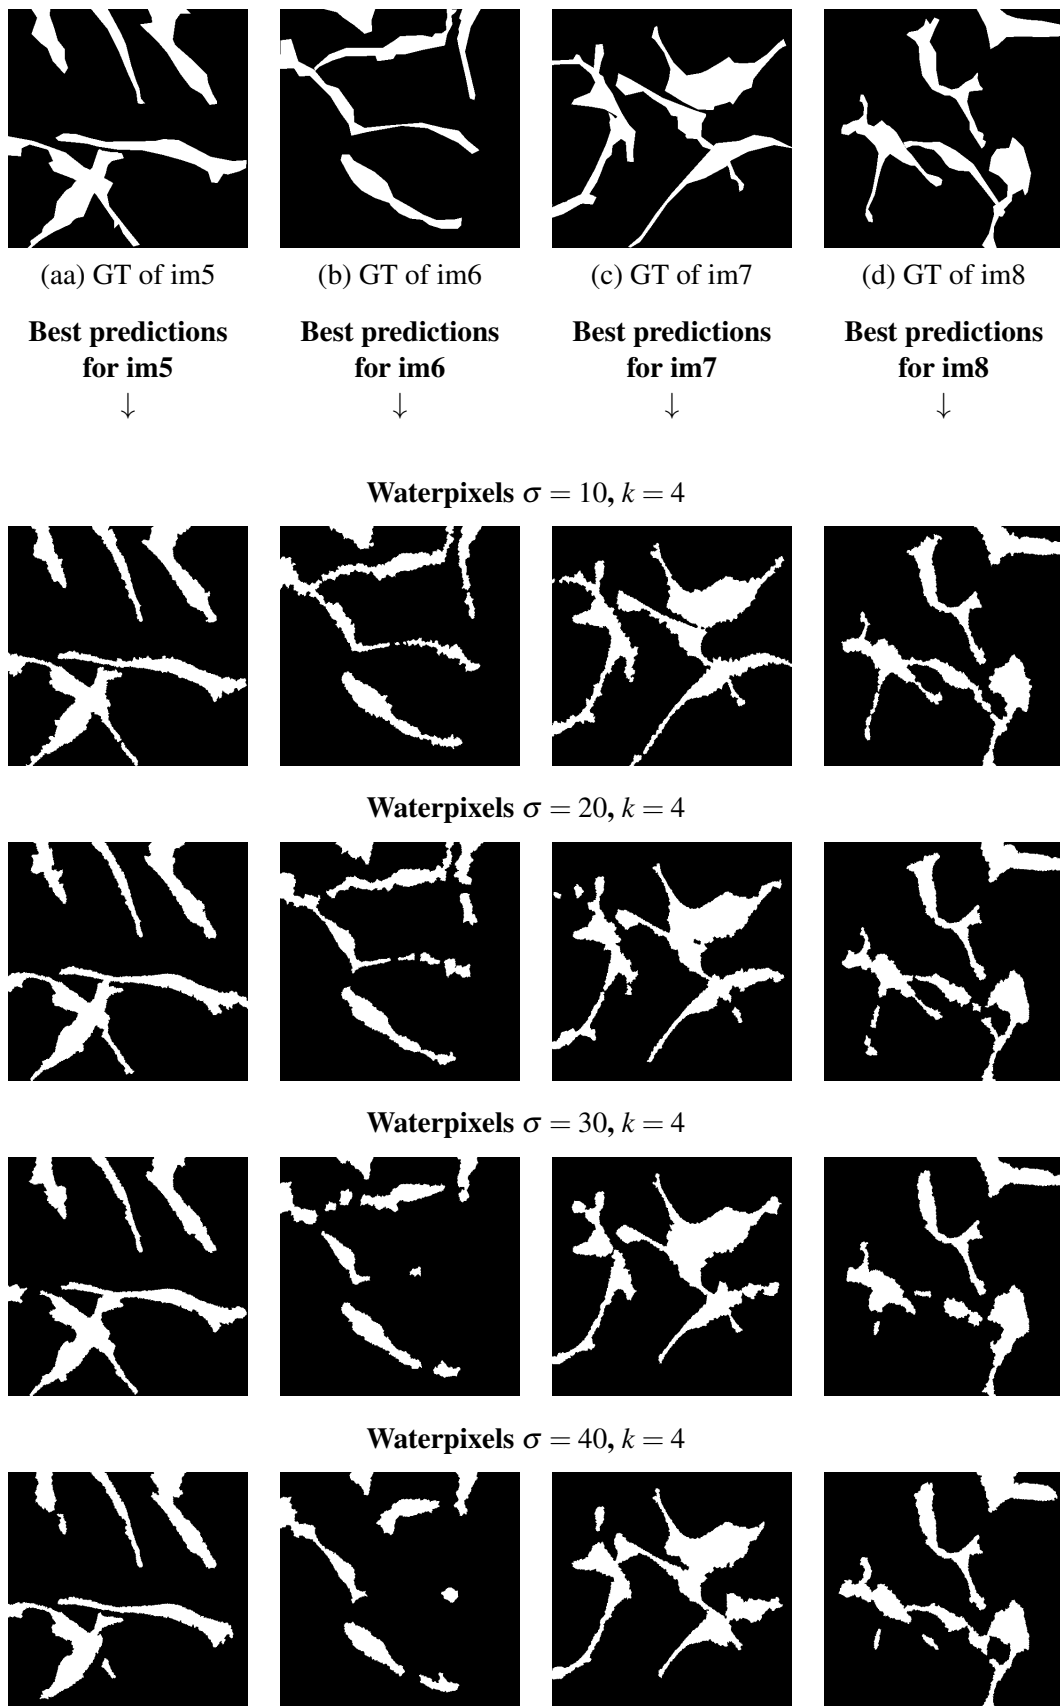 (aa) GT of im5
(b) GT of im6
(c) GT of im7
(d) GT of im8
Best predictions
for im5
↓
Best predictions
for im6
↓
Best predictions
for im7
↓
Best predictions
for im8
↓
Waterpixels σ = 10, k = 4
Waterpixels σ = 20, k = 4
Waterpixels σ = 30, k = 4
Waterpixels σ = 40, k = 4